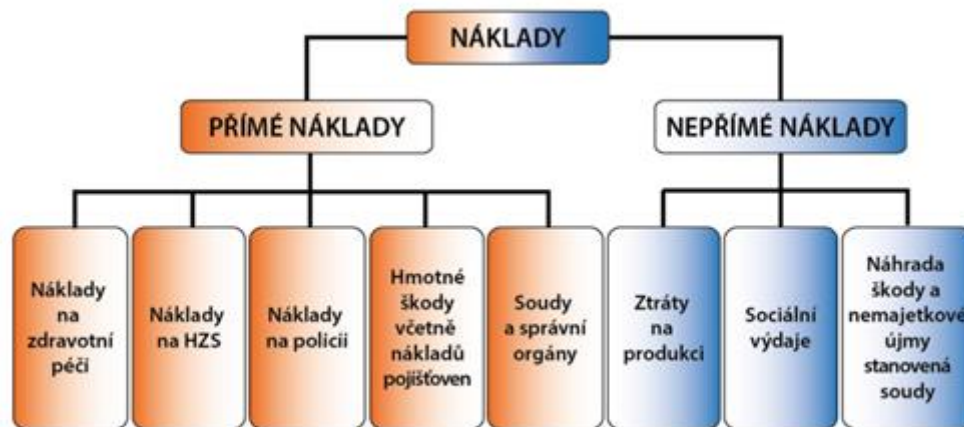 NÁKLADY
PŘÍMÉ NÁKLADY
NEPŘÍMÉ NÁKLADY
Náklady
na
zdravotní
péčí
Náklady
na HZS
Náklady
na policii
Hmotné
škody
včetně
nákladů
pojišťoven
Soudy
a správní
orgány
Ztráty
na
produkci
Sociální
výdaje
Náhrada
škody a
nemajetkové
újmy
stanovená
soudy